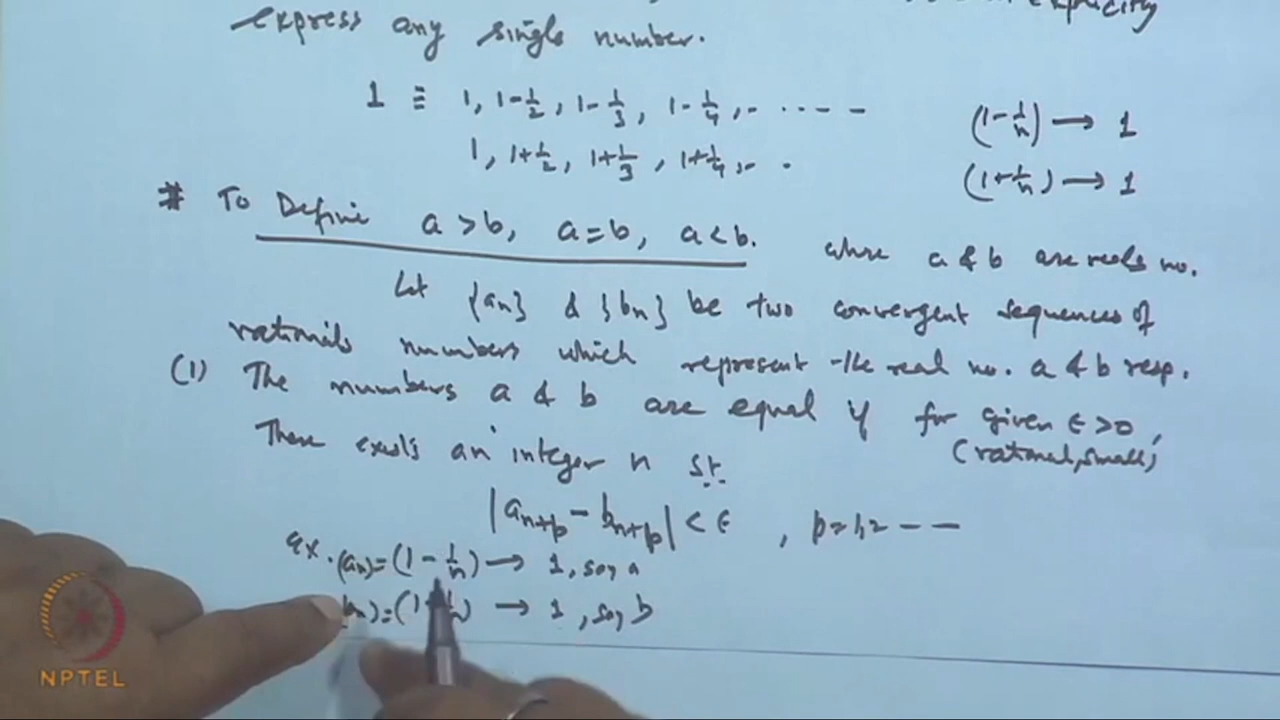 express any single number.
1 ≡ 1, 1-1/2, 1-1/3, 1-1/4, - - - - - -
1, 1+1/2, 1+1/3, 1+1/4, - - .
(1-1/n) → 1
(1+1/n) → 1
# To Define a > b, a = b, a < b. where a & b are reals no.
Let {an} & {bn} be two convergent sequences of
rationals numbers which represent the real no. a & b resp.
(1) The numbers a & b are equal if for given ε > 0,
(rational, small)
There exists an integer n st.
|an+p - bn+p| < ε , p = 1, 2 - - -
ex. (an) = (1 - 1/n) → 1, say a
→ 1, say b
NPTEL